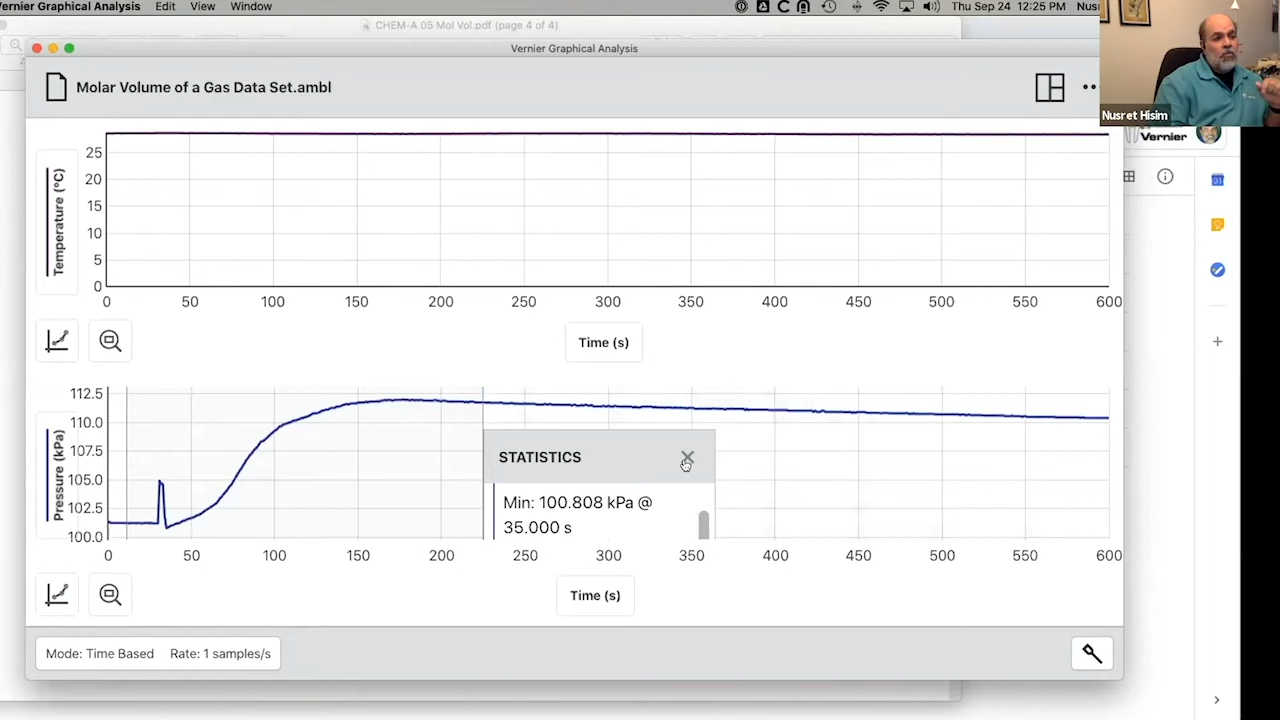 ernier Graphical Analysis Edit View Window Thu Sep 24 12:25 PM Nus
CHEM-A 05 Mol Vol.pdf (page 4 of 4)
Vernier Graphical Analysis
Molar Volume of a Gas Data Set.ambl
Nusret Hisim
Vernier
Temperature (°C)
25
20
15
10
5
0
0 50 100 150 200 250 300 350 400 450 500 550 600
Time (s)
Pressure (kPa)
112.5
110.0
107.5
105.0
102.5
100.0
STATISTICS
Min: 100.808 kPa @
35.000 s
0 50 100 150 200 250 300 350 400 450 500 550 600
Time (s)
Mode: Time Based Rate: 1 samples/s